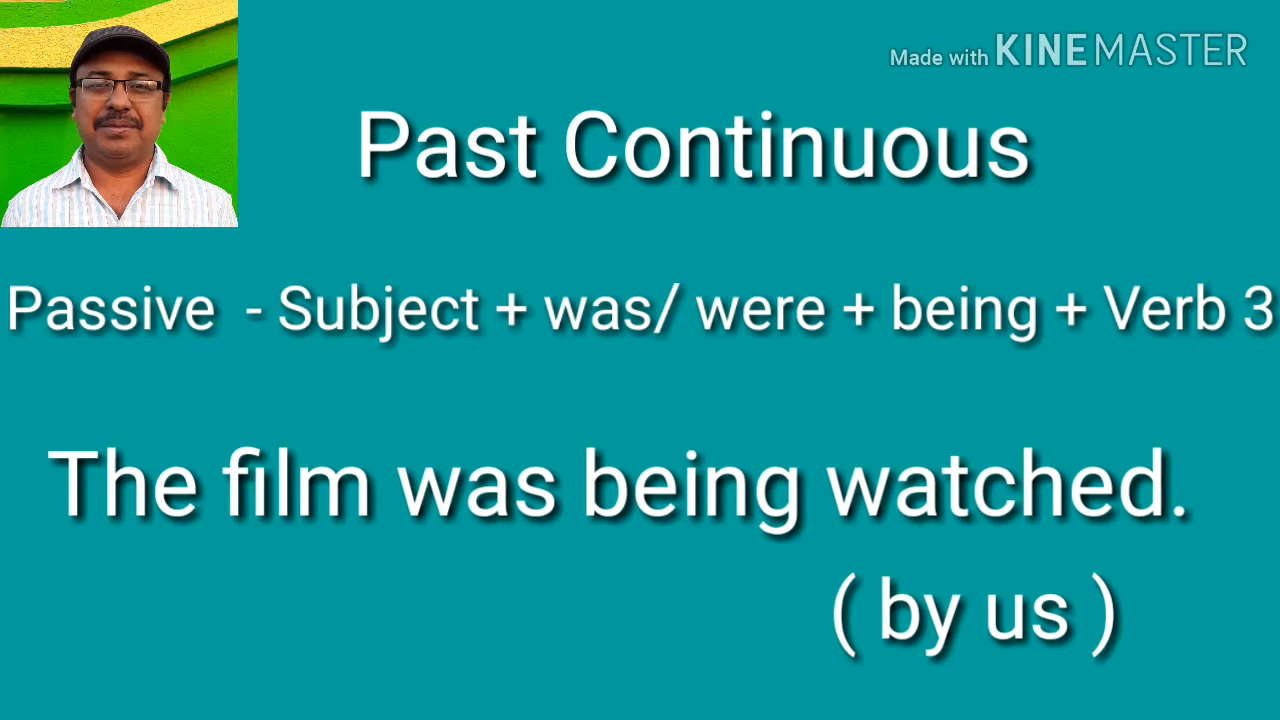 Made with KINEMASTER
Past Continuous
Passive - Subject + was/ were + being + Verb 3
The film was being watched.
( by us )